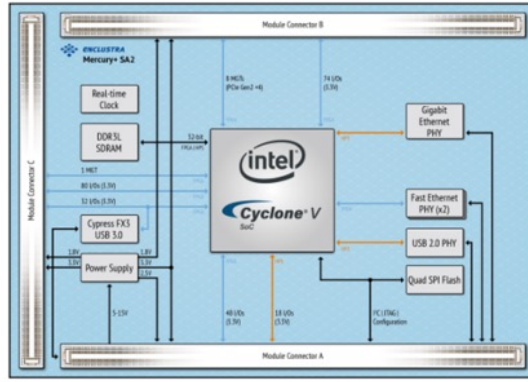 Module Connector B
ENCLUSTRA
Mercury+ SA2
8 MGTs
(PCIe Gen2 ×4)
74 I/Os
(3.3V)
Real-time
Clock
Gigabit
Ethernet
PHY
DDR3L
SDRAM
32-bit
intel
Cyclone V
SoC
Module Connector C
1 MGT
80 I/Os (3.3V)
32 I/Os (3.3V)
Fast Ethernet
PHY (x2)
Cypress FX3
USB 3.0
USB 2.0 PHY
1.8V
3.3V
Power Supply
1.8V
3.3V
2.5V
Quad SPI Flash
5-15V
48 I/Os
(3.3V)
18 I/Os
(3.3V)
I²C | JTAG |
Configuration
Module Connector A